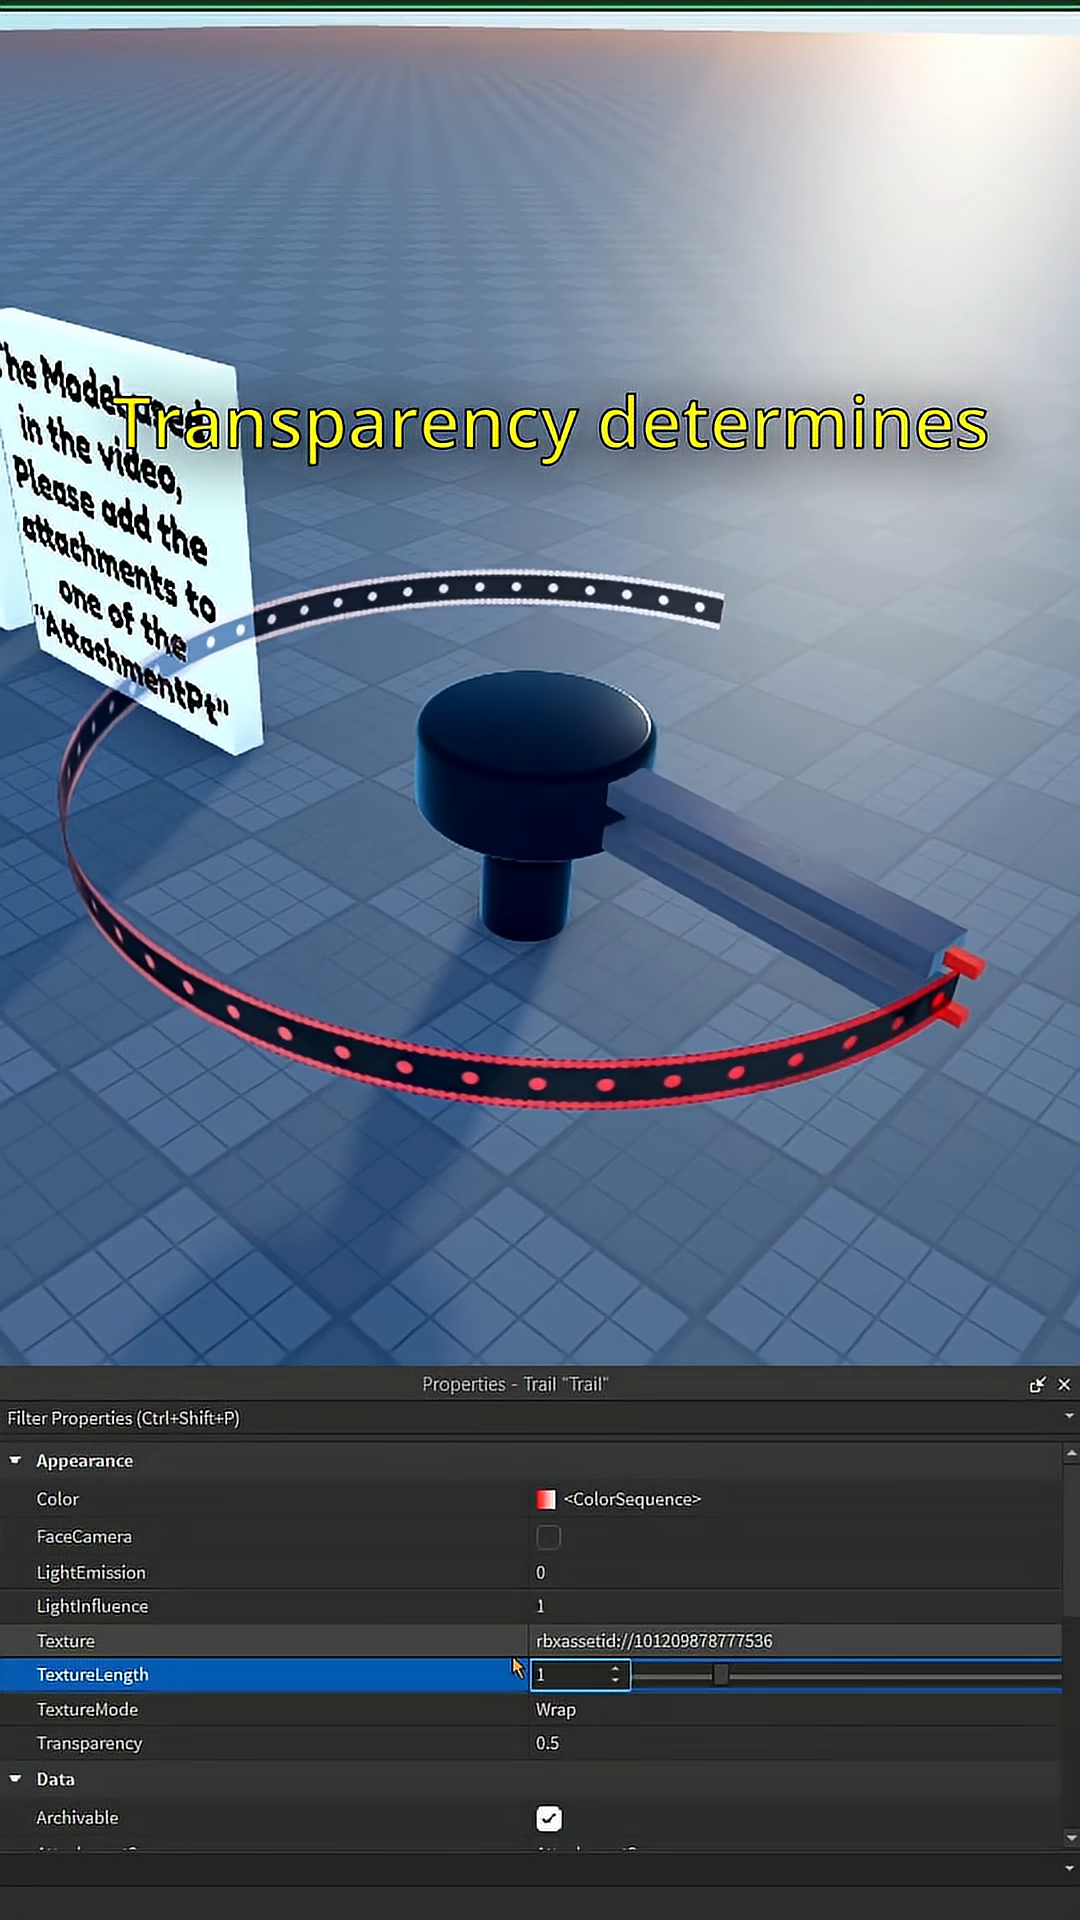 The Model
in the video,
Please add the
attachments to
one of the
"AttachmentPt"
Transparency determines
Properties - Trail "Trail"
Filter Properties (Ctrl+Shift+P)
Appearance
Color <ColorSequence>
FaceCamera
LightEmission 0
LightInfluence 1
Texture rbxassetid://101209878777536
TextureLength 1
TextureMode Wrap
Transparency 0.5
Data
Archivable